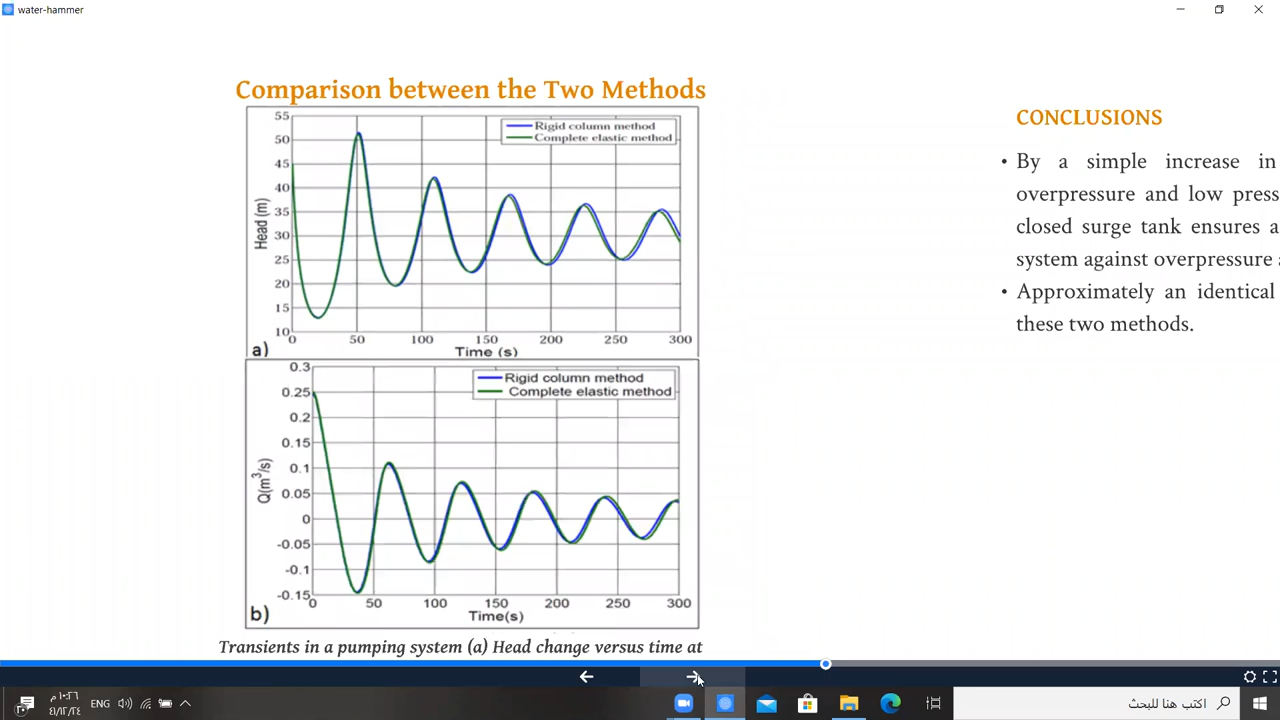 water-hammer
Comparison between the Two Methods
55
50
45
40
35
30
25
20
15
10
Head (m)
Rigid column method
Complete elastic method
0
50
100
150
200
250
300
Time (s)
a)
0.3
0.25
0.2
0.15
0.1
0.05
0
-0.05
-0.1
-0.15
Q(m³/s)
Rigid column method
Complete elastic method
0
50
100
150
200
250
300
Time(s)
b)
Transients in a pumping system (a) Head change versus time at
CONCLUSIONS
• By a simple increase in
overpressure and low press
closed surge tank ensures a
system against overpressure
• Approximately an identical
these two methods.
ENG
اكتب هنا للبحث